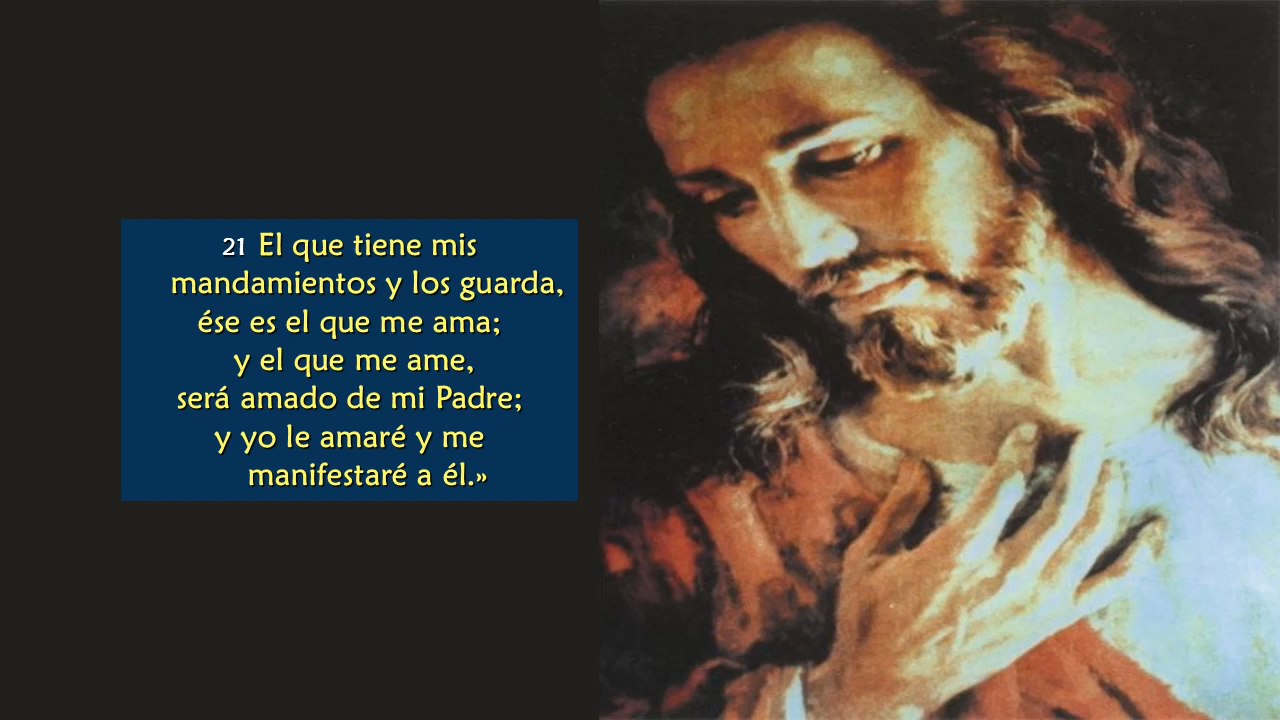 21 El que tiene mis
mandamientos y los guarda,
ése es el que me ama;
y el que me ame,
será amado de mi Padre;
y yo le amaré y me
manifestaré a él.»